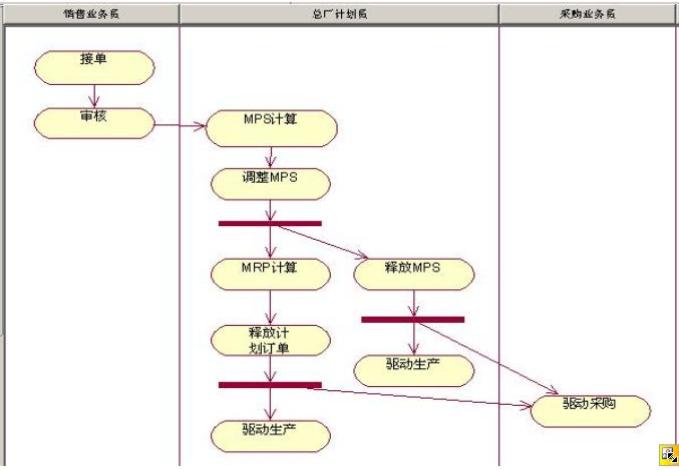 销售业务员
总厂计划员
采购业务员
接单
审核
MPS计算
调整MPS
MRP计算
释放MPS
释放计
划订单
驱动生产
驱动采购
驱动生产